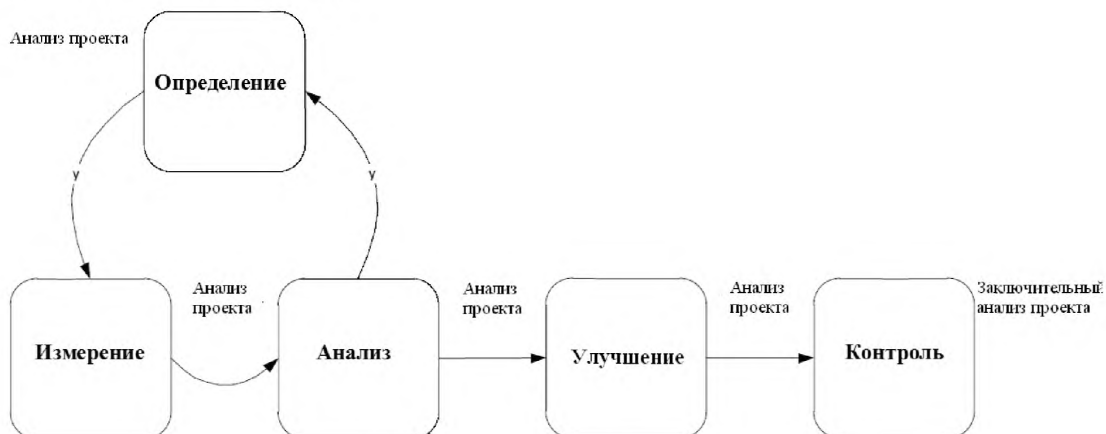 Анализ проекта
Определение
у
у
Анализ
проекта
Анализ
проекта
Анализ
проекта
Заключительный
анализ проекта
Измерение
Анализ
Улучшение
Контроль